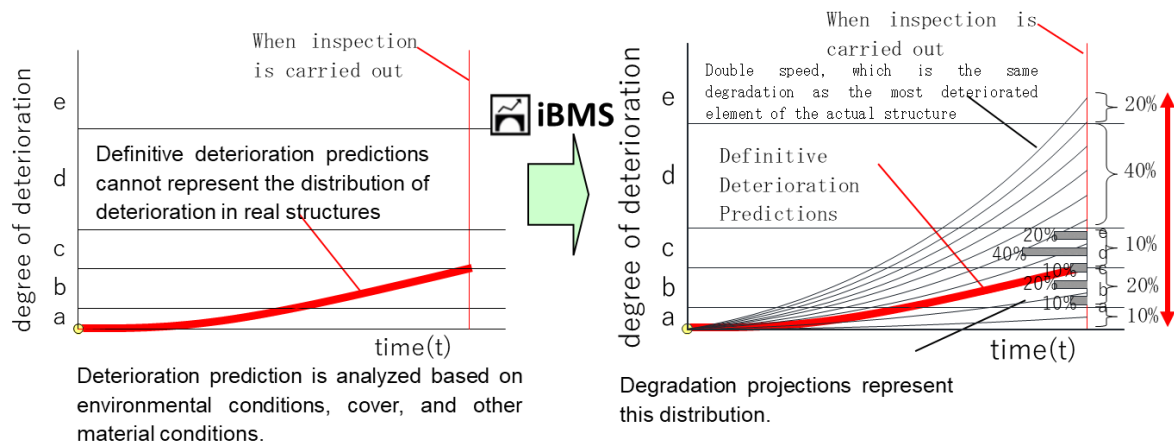 When inspection
is carried out
degree of deterioration
e
d
c
b
a
Definitive deterioration predictions
cannot represent the distribution of
deterioration in real structures
time(t)
Deterioration prediction is analyzed based on
environmental conditions, cover, and other
material conditions.
iBMS
When inspection is
carried out
Double speed, which is the same
degradation as the most deteriorated
element of the actual structure
degree of deterioration
e
d
c
b
a
Definitive
Deterioration
Predictions
20%
40%
10%
20%
10%
e
d
c
b
a
20%
40%
10%
20%
10%
time(t)
Degradation projections represent
this distribution.